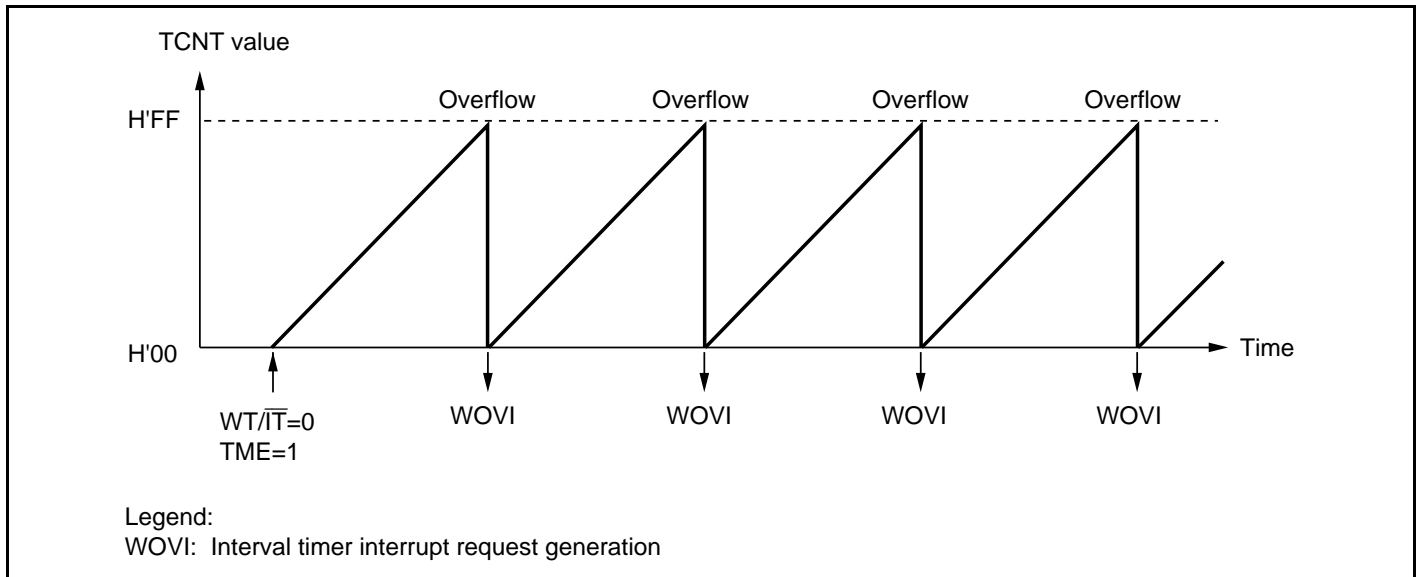 TCNT value
Overflow Overflow Overflow Overflow
H'FF
H'00
Time
WT/I̅T̅=0
TME=1
WOVI WOVI WOVI WOVI
Legend:
WOVI: Interval timer interrupt request generation